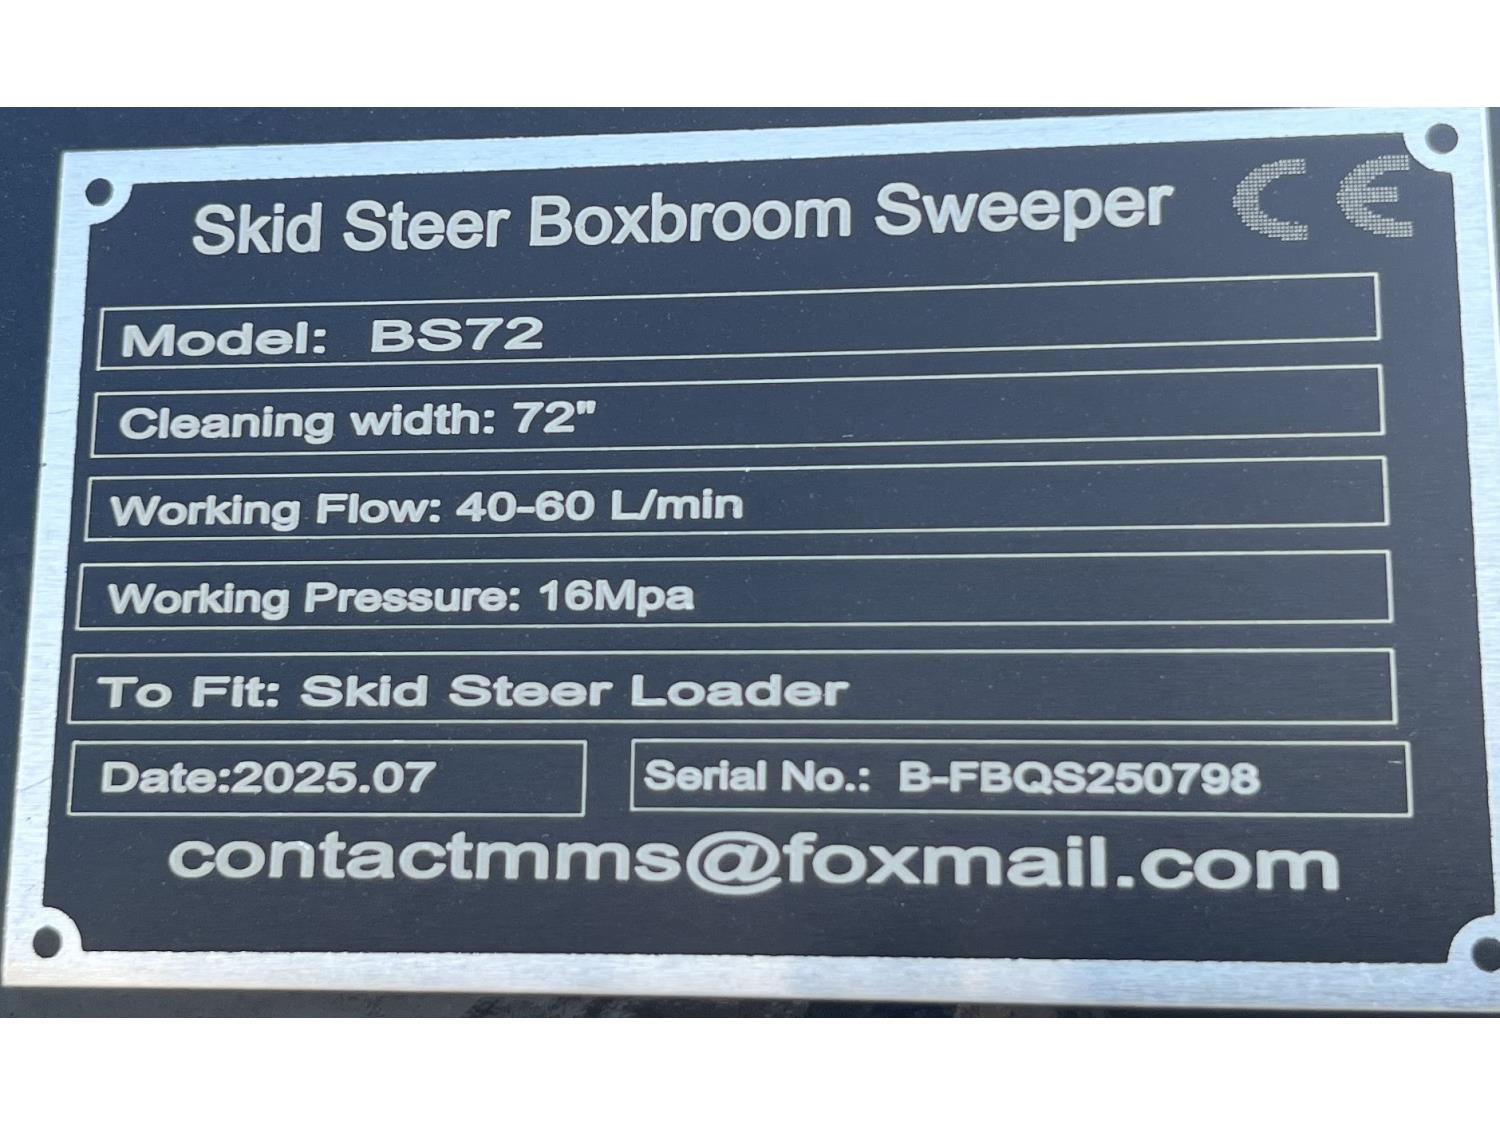 Skid Steer Boxbroom Sweeper CE
Model: BS72
Cleaning width: 72"
Working Flow: 40-60 L/min
Working Pressure: 16Mpa
To Fit: Skid Steer Loader
Date:2025.07
Serial No.: B-FBQS250798
contactmms@foxmail.com